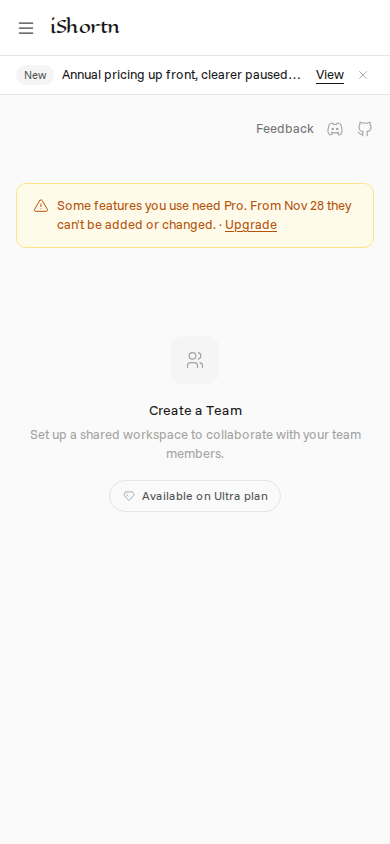 iShortn
New Annual pricing up front, clearer paused... View
Feedback
Some features you use need Pro. From Nov 28 they
can't be added or changed. · Upgrade
Create a Team
Set up a shared workspace to collaborate with your team
members.
Available on Ultra plan